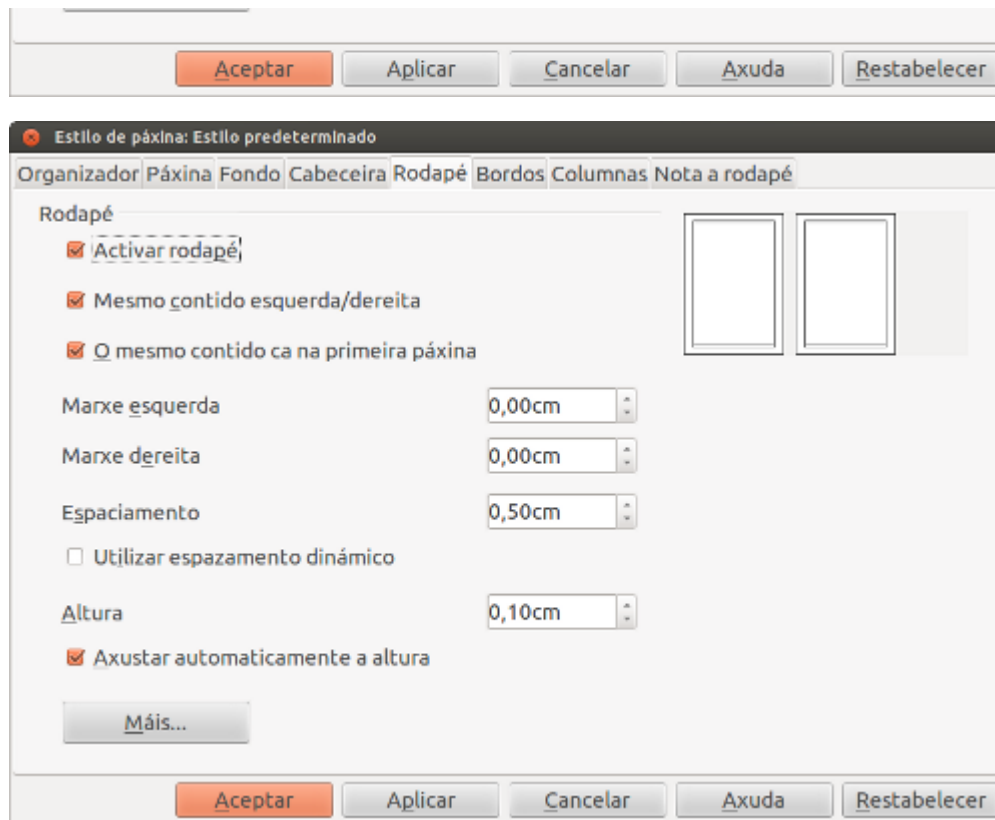 Aceptar Aplicar Cancelar Axuda Restabelecer
Estilo de páxina: Estilo predeterminado
Organizador Páxina Fondo Cabeceira Rodapé Bordos Columnas Nota a rodapé
Rodapé
Activar rodapé
Mesmo contido esquerda/dereita
O mesmo contido ca na primeira páxina
Marxe esquerda 0,00cm
Marxe dereita 0,00cm
Espaciamento 0,50cm
Utilizar espazamento dinámico
Altura 0,10cm
Axustar automaticamente a altura
Máis...
Aceptar Aplicar Cancelar Axuda Restabelecer